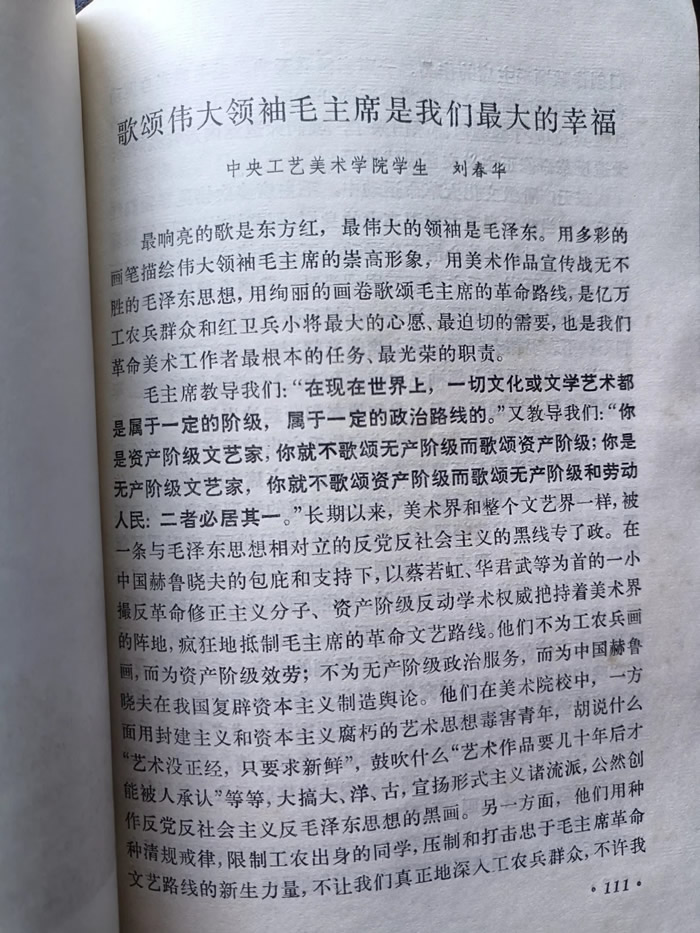 歌颂伟大领袖毛主席是我们最大的幸福
中央工艺美术学院学生 刘春华
最响亮的歌是东方红，最伟大的领袖是毛泽东。用多彩的
画笔描绘伟大领袖毛主席的崇高形象，用美术作品宣传战无不
胜的毛泽东思想，用绚丽的画卷歌颂毛主席的革命路线，是亿万
工农兵群众和红卫兵小将最大的心愿、最迫切的需要，也是我们
革命美术工作者最根本的任务、最光荣的职责。
毛主席教导我们：“在现在世界上，一切文化或文学艺术都
是属于一定的阶级，属于一定的政治路线的。”又教导我们：“你
是资产阶级文艺家，你就不歌颂无产阶级而歌颂资产阶级；你是
无产阶级文艺家，你就不歌颂资产阶级而歌颂无产阶级和劳动
人民：二者必居其一。”长期以来，美术界和整个文艺界一样，被
一条与毛泽东思想相对立的反党反社会主义的黑线专了政。在
中国赫鲁晓夫的包庇和支持下，以蔡若虹、华君武等为首的一小
撮反革命修正主义分子、资产阶级反动学术权威把持着美术界
的阵地，疯狂地抵制毛主席的革命文艺路线。他们不为工农兵画
画，而为资产阶级效劳；不为无产阶级政治服务，而为中国赫鲁
晓夫在我国复辟资本主义制造舆论。他们在美术院校中，一方
面用封建主义和资本主义腐朽的艺术思想毒害青年，胡说什么
“艺术没正经，只要求新鲜”，鼓吹什么“艺术作品要几十年后才
能被人承认”等等，大搞大、洋、古，宣扬形式主义诸流派，公然创
作反党反社会主义反毛泽东思想的黑画。另一方面，他们用种
种清规戒律，限制工农出身的同学，压制和打击忠于毛主席革命
文艺路线的新生力量，不让我们真正地深入工农兵群众，不许我
• 111 •